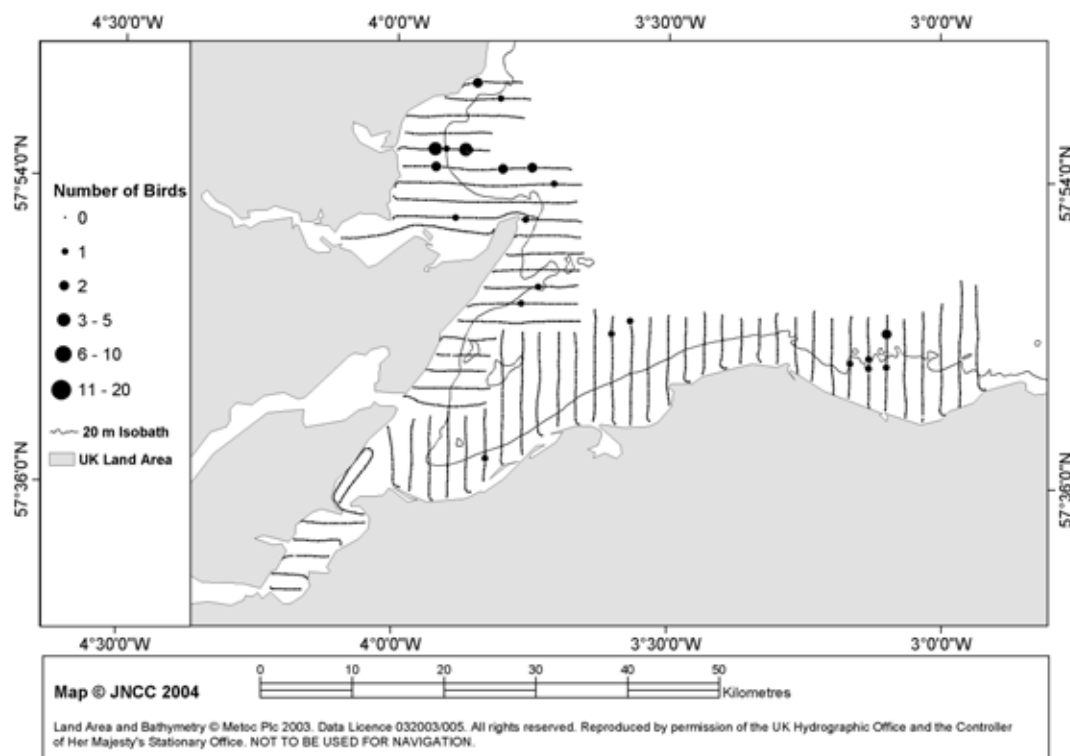 4°30'0"W 4°0'0"W 3°30'0"W 3°0'0"W
57°54'0"N
57°54'0"N
Number of Birds
0
1
2
3 - 5
6 - 10
11 - 20
20 m Isobath
UK Land Area
57°36'0"N
57°36'0"N
4°30'0"W 4°0'0"W 3°30'0"W 3°0'0"W
0 10 20 30 40 50
Kilometres
Map © JNCC 2004
Land Area and Bathymetry © Metoc Plc 2003. Data Licence 032003/005. All rights reserved. Reproduced by permission of the UK Hydrographic Office and the Controller
of Her Majesty's Stationary Office. NOT TO BE USED FOR NAVIGATION.